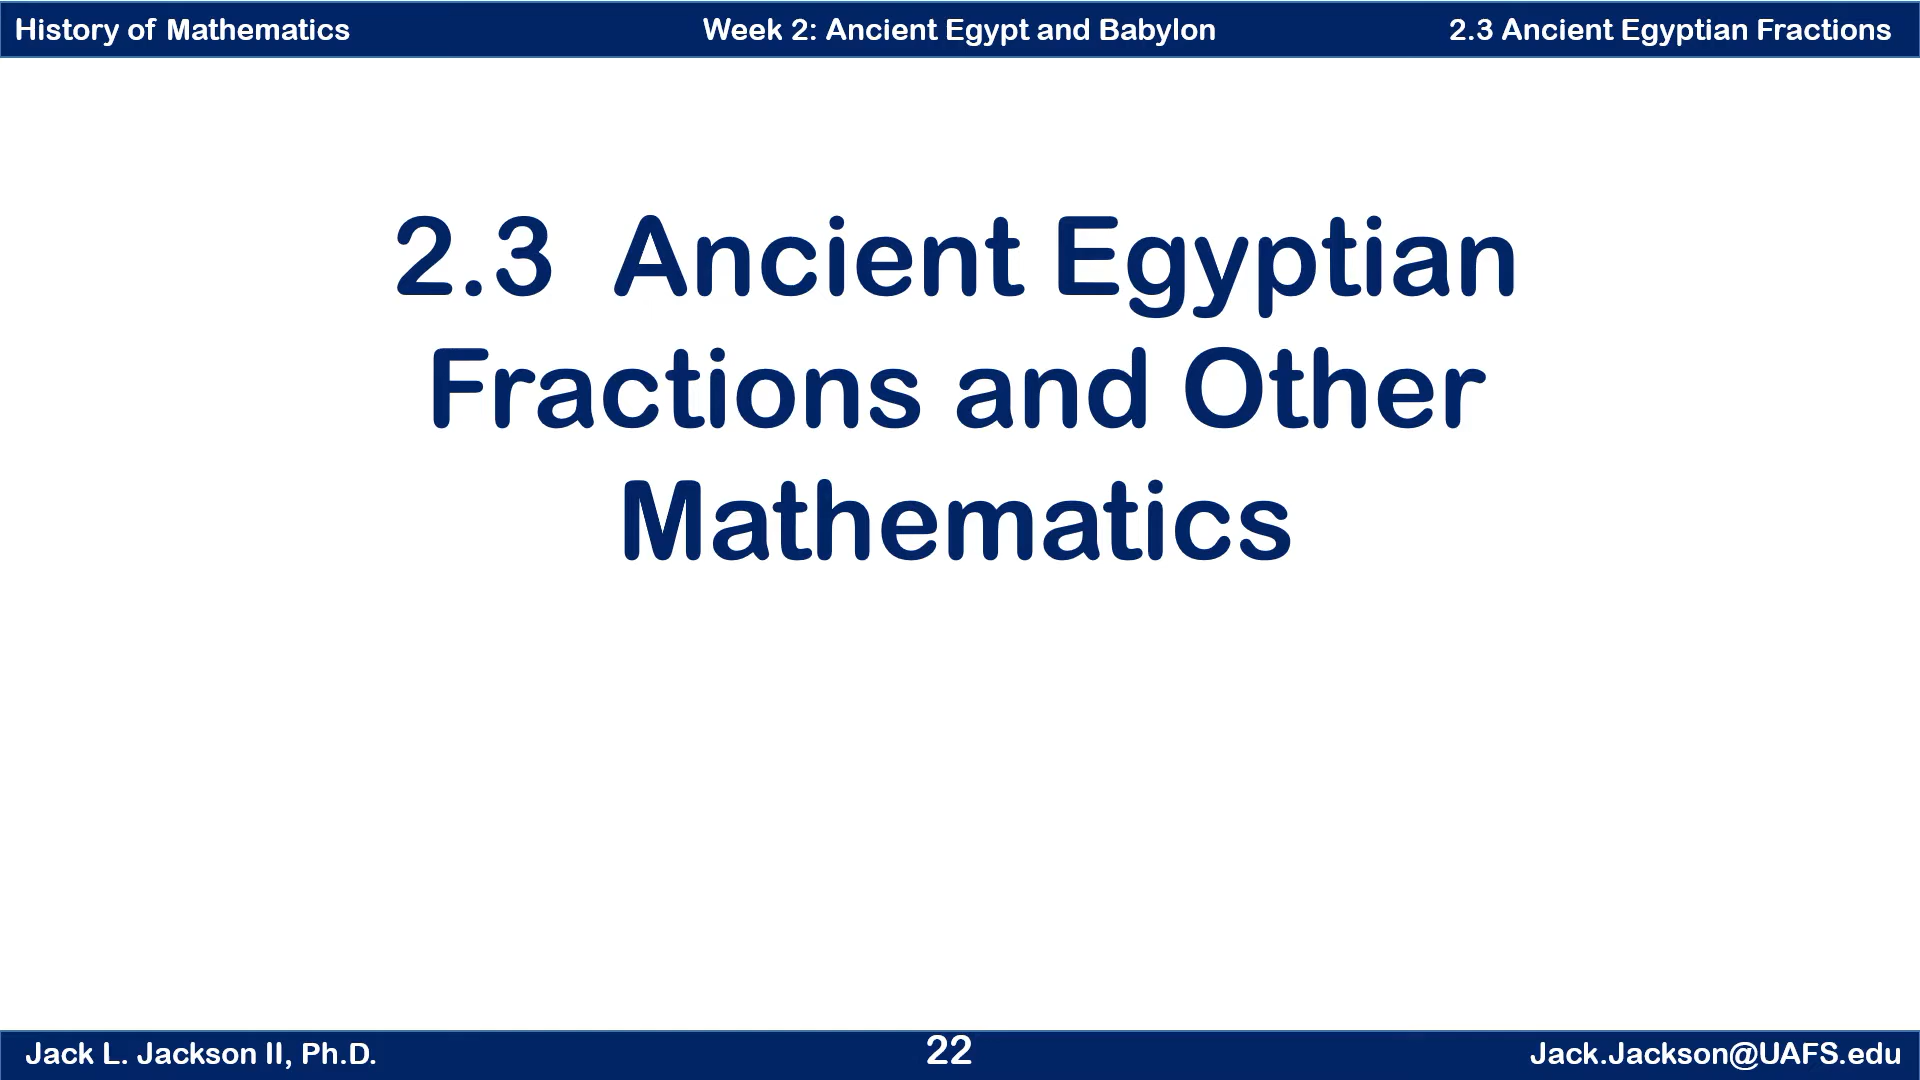 History of Mathematics
Week 2: Ancient Egypt and Babylon
2.3 Ancient Egyptian Fractions
2.3 Ancient Egyptian
Fractions and Other
Mathematics
Jack L. Jackson II, Ph.D.
22
Jack.Jackson@UAFS.edu